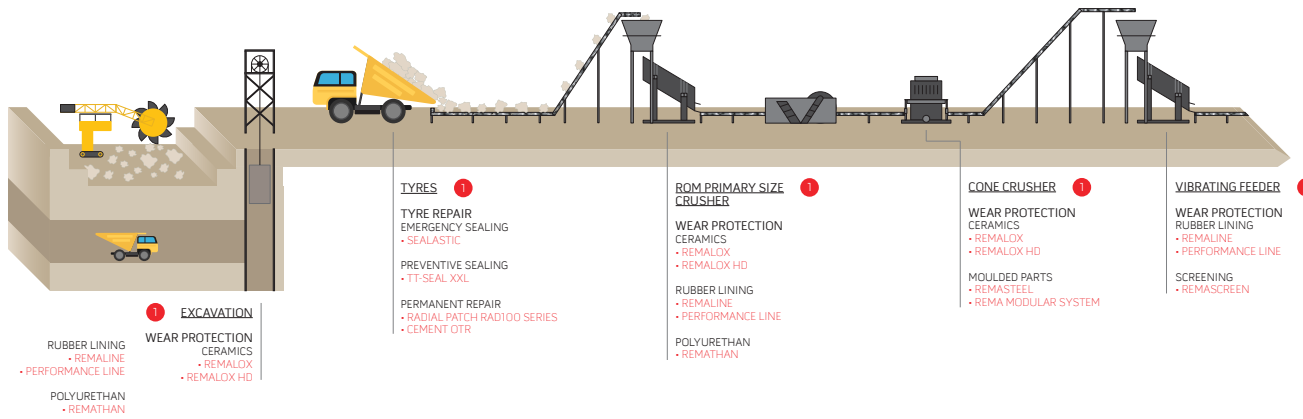 TYRES 1
TYRE REPAIR
EMERGENCY SEALING
• SEALASTIC
PREVENTIVE SEALING
• TT-SEAL XXL
PERMANENT REPAIR
• RADIAL PATCH RAD100 SERIES
• CEMENT OTR
ROM PRIMARY SIZE 1
CRUSHER
WEAR PROTECTION
CERAMICS
• REMALOX
• REMALOX HD
RUBBER LINING
• REMALINE
• PERFORMANCE LINE
POLYURETHAN
• REMATHAN
CONE CRUSHER 1
WEAR PROTECTION
CERAMICS
• REMALOX
• REMALOX HD
MOULDED PARTS
• REMASTEEL
• REMA MODULAR SYSTEM
VIBRATING FEEDER 1
WEAR PROTECTION
RUBBER LINING
• REMALINE
• PERFORMANCE LINE
SCREENING
• REMASCREEN
1 EXCAVATION
WEAR PROTECTION
CERAMICS
• REMALOX
• REMALOX HD
RUBBER LINING
• REMALINE
• PERFORMANCE LINE
POLYURETHAN
• REMATHAN